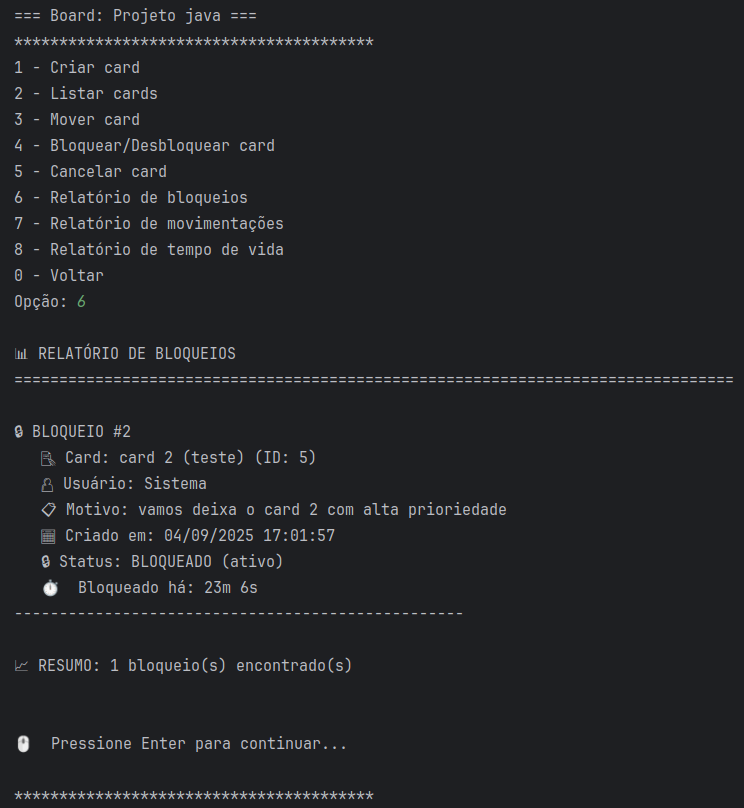 === Board: Projeto java ===
****************************************
1 - Criar card
2 - Listar cards
3 - Mover card
4 - Bloquear/Desbloquear card
5 - Cancelar card
6 - Relatório de bloqueios
7 - Relatório de movimentações
8 - Relatório de tempo de vida
0 - Voltar
Opção: 6
📊 RELATÓRIO DE BLOQUEIOS
================================================================================
🔒 BLOQUEIO #2
📝 Card: card 2 (teste) (ID: 5)
👤 Usuário: Sistema
📋 Motivo: vamos deixa o card 2 com alta prioriedade
📅 Criado em: 04/09/2025 17:01:57
🔒 Status: BLOQUEADO (ativo)
⏱️ Bloqueado há: 23m 6s
--------------------------------------------------
📈 RESUMO: 1 bloqueio(s) encontrado(s)
🖱️ Pressione Enter para continuar...
****************************************